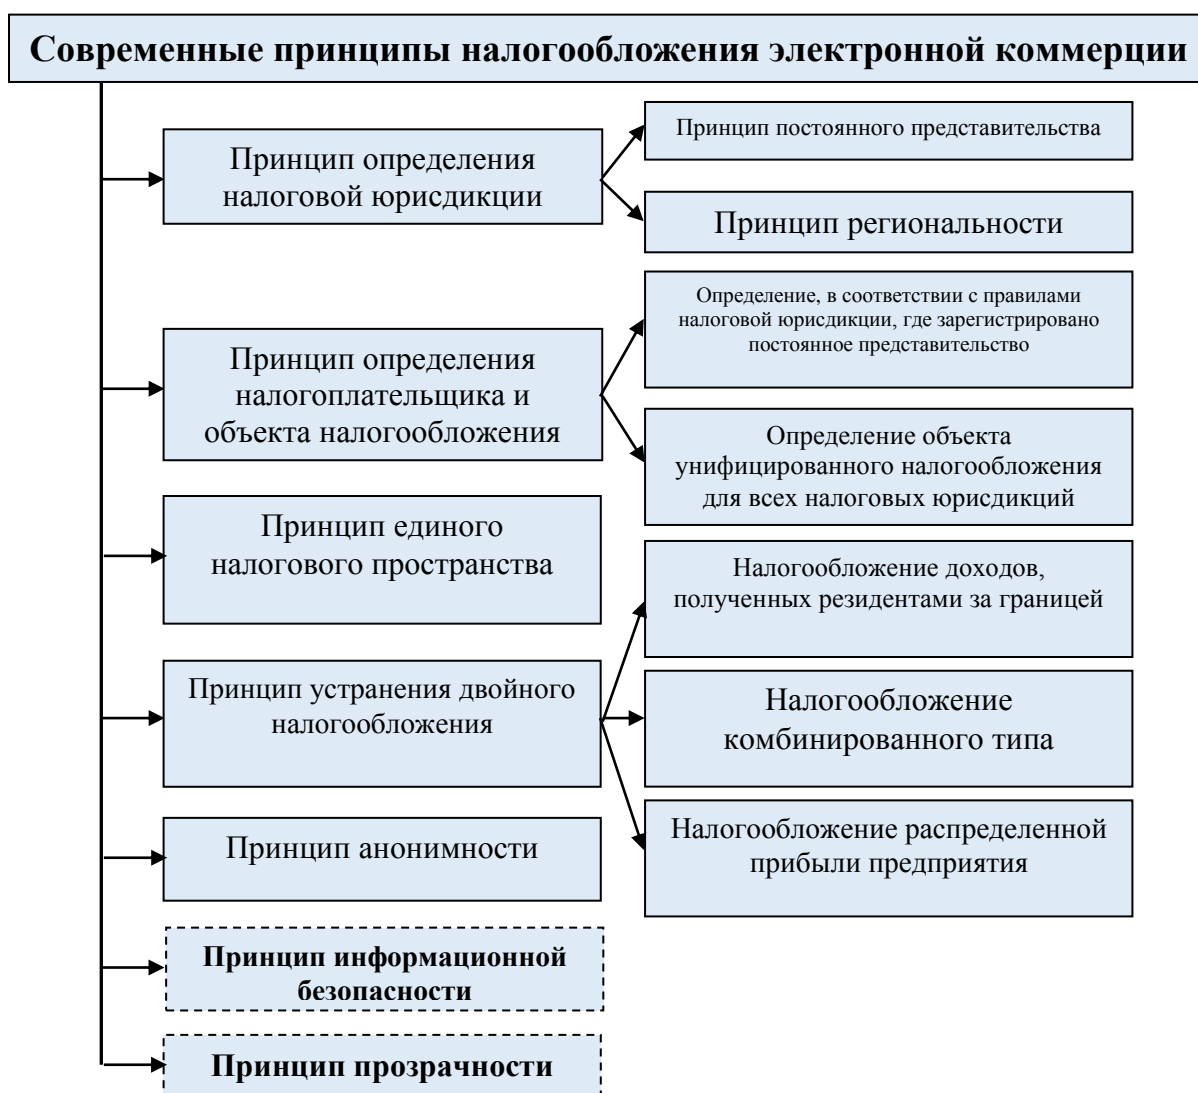 Современные принципы налогообложения электронной коммерции
Принцип определения
налоговой юрисдикции
Принцип постоянного представительства
Принцип региональности
Принцип определения
налогоплательщика и
объекта налогообложения
Определение, в соответствии с правилами
налоговой юрисдикции, где зарегистрировано
постоянное представительство
Определение объекта
унифицированного налогообложения
для всех налоговых юрисдикций
Принцип единого
налогового пространства
Принцип устранения двойного
налогообложения
Налогообложение доходов,
полученных резидентами за границей
Налогообложение
комбинированного типа
Налогообложение распределенной
прибыли предприятия
Принцип анонимности
Принцип информационной
безопасности
Принцип прозрачности